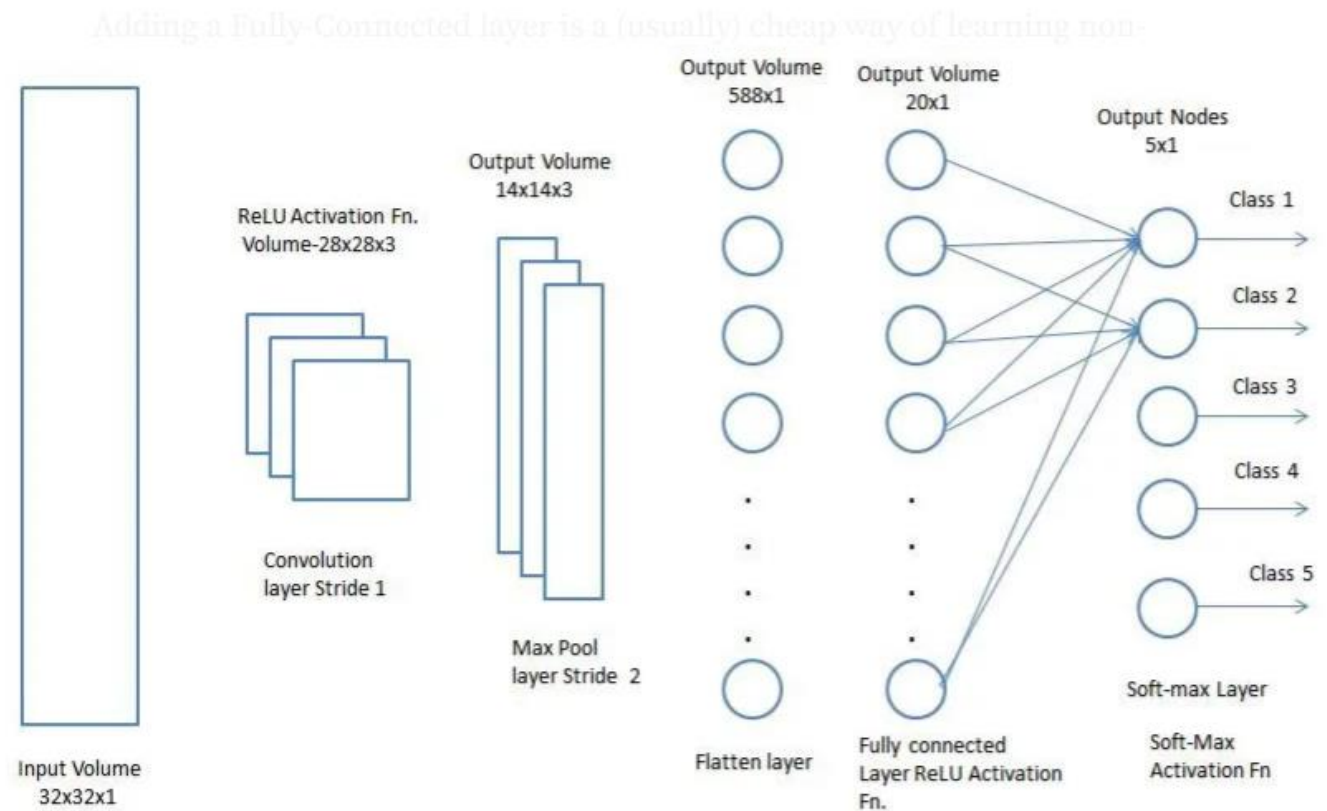 Adding a Fully-Connected layer is a (usually) cheap way of learning non-
Output Volume
588x1
Output Volume
20x1
Output Nodes
5x1
Output Volume
14x14x3
ReLU Activation Fn.
Volume-28x28x3
Class 1
Class 2
Class 3
Class 4
Class 5
Convolution
layer Stride 1
Max Pool
layer Stride 2
Input Volume
32x32x1
Flatten layer
Fully connected
Layer ReLU Activation
Fn.
Soft-max Layer
Soft-Max
Activation Fn